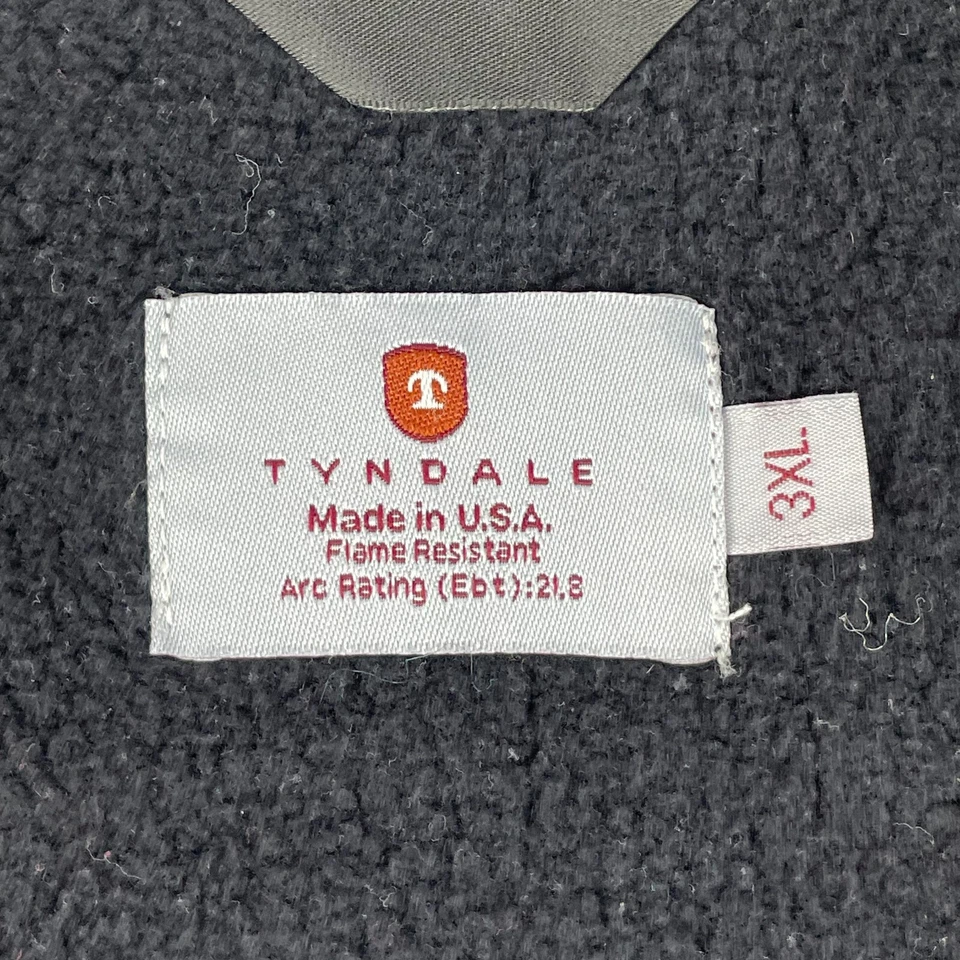 T
TYNDALE
Made in U.S.A.
Flame Resistant
Arc Rating (Ebt):21.8
3XL.